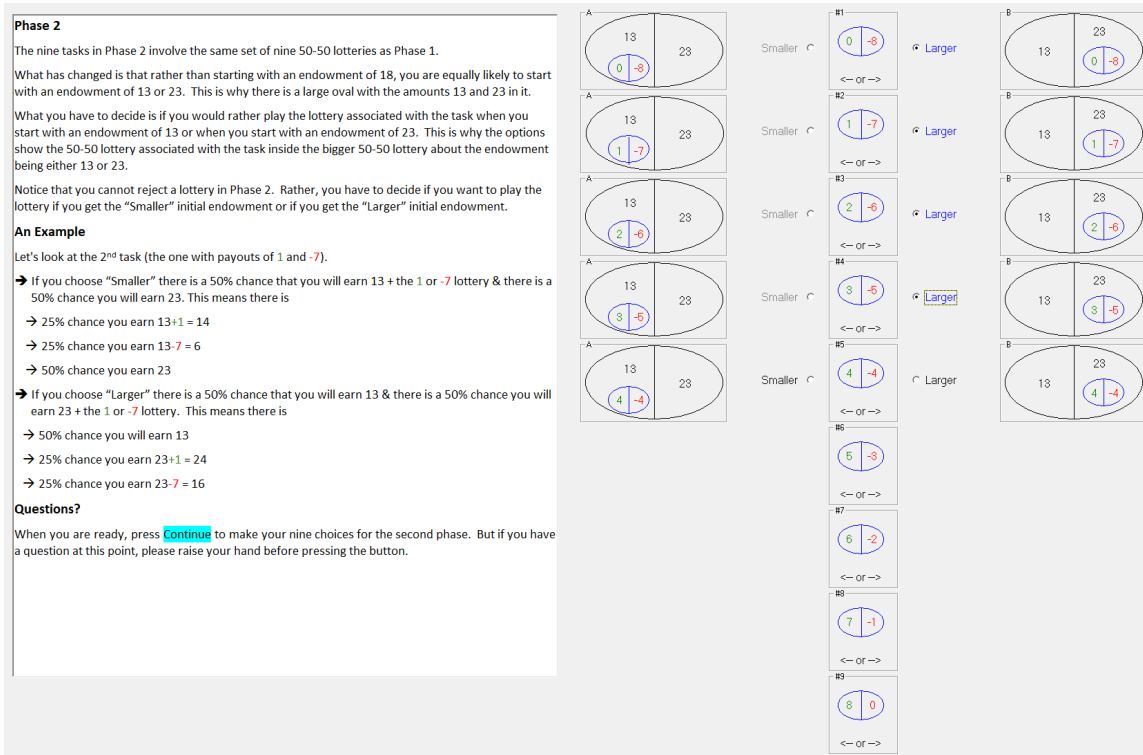 Phase 2
The nine tasks in Phase 2 involve the same set of nine 50-50 lotteries as Phase 1.
What has changed is that rather than starting with an endowment of 18, you are equally likely to start
with an endowment of 13 or 23. This is why there is a large oval with the amounts 13 and 23 in it.
What you have to decide is if you would rather play the lottery associated with the task when you
start with an endowment of 13 or when you start with an endowment of 23. This is why the options
show the 50-50 lottery associated with the task inside the bigger 50-50 lottery about the endowment
being either 13 or 23.
Notice that you cannot reject a lottery in Phase 2. Rather, you have to decide if you want to play the
lottery if you get the “Smaller” initial endowment or if you get the “Larger” initial endowment.
An Example
Let's look at the 2nd task (the one with payouts of 1 and -7).
➔ If you choose “Smaller” there is a 50% chance that you will earn 13 + the 1 or -7 lottery & there is a
50% chance you will earn 23. This means there is
→ 25% chance you earn 13+1 = 14
→ 25% chance you earn 13-7 = 6
→ 50% chance you earn 23
➔ If you choose “Larger” there is a 50% chance that you will earn 13 & there is a 50% chance you will
earn 23 + the 1 or -7 lottery. This means there is
→ 50% chance you will earn 13
→ 25% chance you earn 23+1 = 24
→ 25% chance you earn 23-7 = 16
Questions?
When you are ready, press Continue to make your nine choices for the second phase. But if you have
a question at this point, please raise your hand before pressing the button.
A #1 B
13 23 0 -8 Smaller 0 -8 Larger 13 23 0 -8
<-- or -->
A #2 B
13 23 1 -7 Smaller 1 -7 Larger 13 23 1 -7
<-- or -->
A #3 B
13 23 2 -6 Smaller 2 -6 Larger 13 23 2 -6
<-- or -->
A #4 B
13 23 3 -5 Smaller 3 -5 Larger 13 23 3 -5
<-- or -->
A #5 B
13 23 4 -4 Smaller 4 -4 Larger 13 23 4 -4
<-- or -->
#6
5 -3
<-- or -->
#7
6 -2
<-- or -->
#8
7 -1
<-- or -->
#9
8 0
<-- or -->